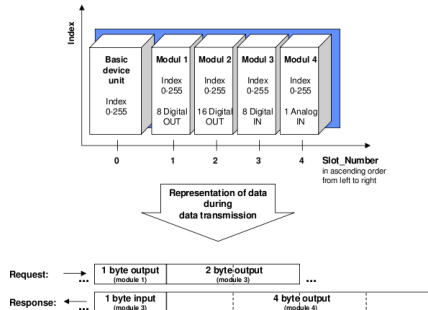 Index
Basic device unit
Index 0-255
Modul 1
Index 0-255
8 Digital OUT
Modul 2
Index 0-255
16 Digital OUT
Modul 3
Index 0-255
8 Digital IN
Modul 4
Index 0-255
1 Analog IN
0 1 2 3 4 Slot_Number
in ascending order
from left to right
Representation of data
during
data transmission
Request: ... 1 byte output 2 byte output ...
(module 1) (module 3)
Response: ... 1 byte input 4 byte output
(module 3) (module 4)